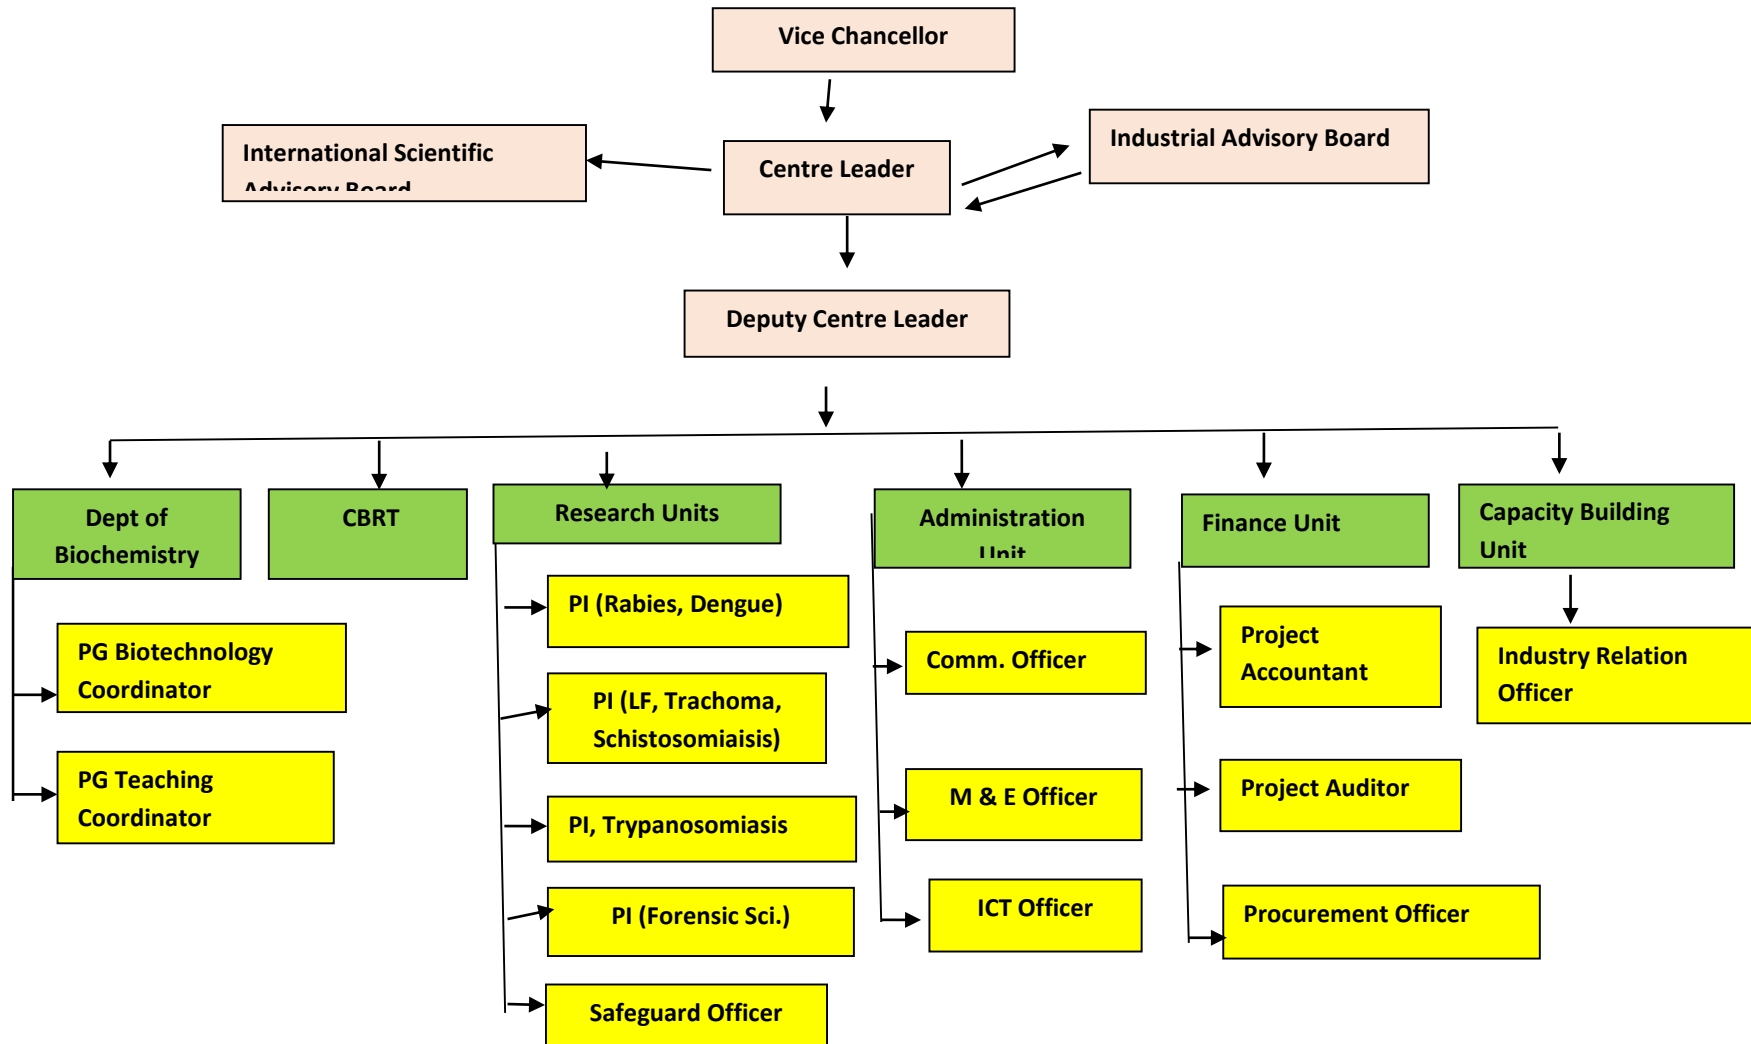 Vice Chancellor
International Scientific
Advisory Board
Centre Leader
Industrial Advisory Board
Deputy Centre Leader
Dept of
Biochemistry
CBRT
Research Units
Administration
Unit
Finance Unit
Capacity Building
Unit
PG Biotechnology
Coordinator
PG Teaching
Coordinator
PI (Rabies, Dengue)
PI (LF, Trachoma,
Schistosomiaisis)
PI, Trypanosomiasis
PI (Forensic Sci.)
Safeguard Officer
Comm. Officer
M & E Officer
ICT Officer
Project
Accountant
Project Auditor
Procurement Officer
Industry Relation
Officer